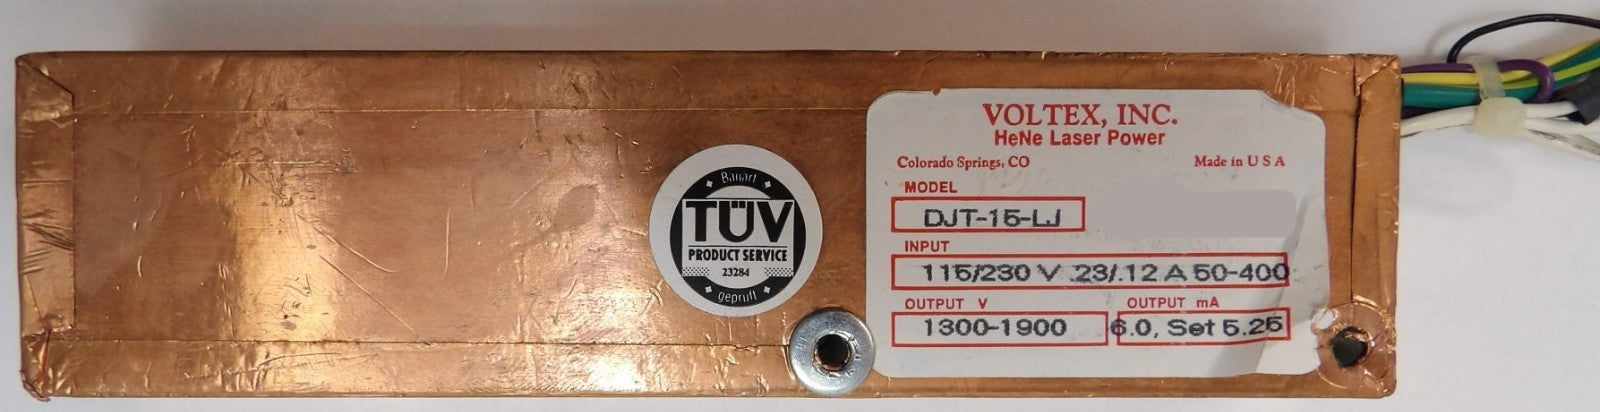 VOLTEX, INC.
HeNe Laser Power
Colorado Springs, CO Made in U S A
MODEL
DJT-15-LJ
INPUT
115/230 V .23/.12 A 50-400
OUTPUT V OUTPUT mA
1300-1900 6.0, Set 5.25
Bauart
TÜV
PRODUCT SERVICE
23284
geprüft